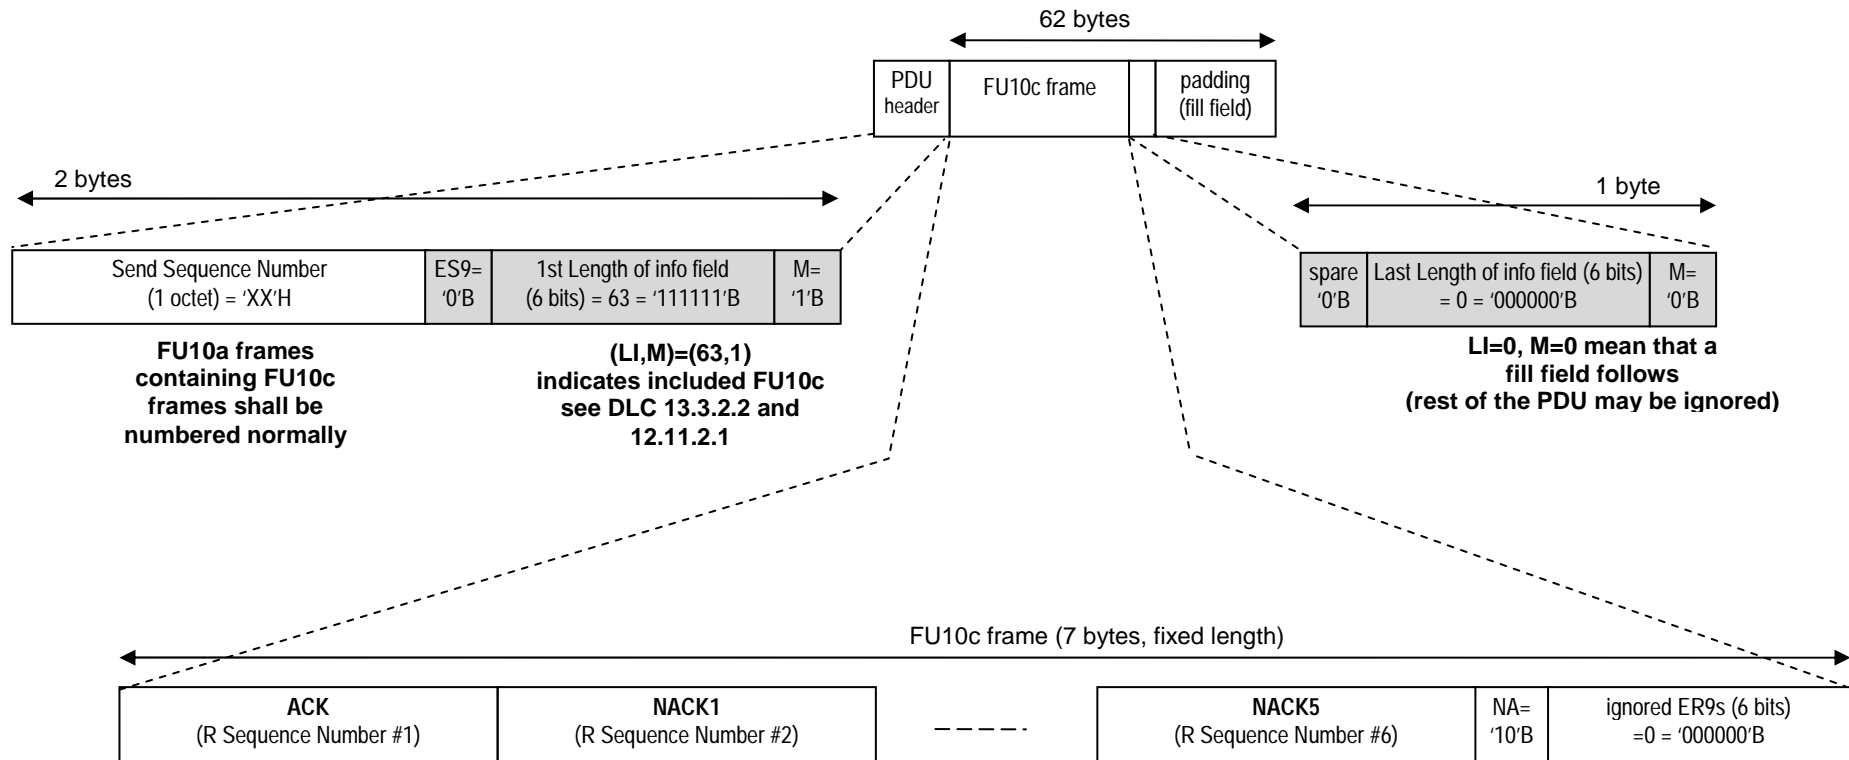 62 bytes
PDU
header
FU10c frame
padding
(fill field)
2 bytes
1 byte
Send Sequence Number
(1 octet) = ‘XX’H
ES9=
‘0’B
1st Length of info field
(6 bits) = 63 = ‘111111’B
M=
‘1’B
spare
‘0’B
Last Length of info field (6 bits)
= 0 = ‘000000’B
M=
‘0’B
FU10a frames
containing FU10c
frames shall be
numbered normally
(LI,M)=(63,1)
indicates included FU10c
see DLC 13.3.2.2 and
12.11.2.1
LI=0, M=0 mean that a
fill field follows
(rest of the PDU may be ignored)
FU10c frame (7 bytes, fixed length)
ACK
(R Sequence Number #1)
NACK1
(R Sequence Number #2)
NACK5
(R Sequence Number #6)
NA=
‘10’B
ignored ER9s (6 bits)
=0 = ‘000000’B